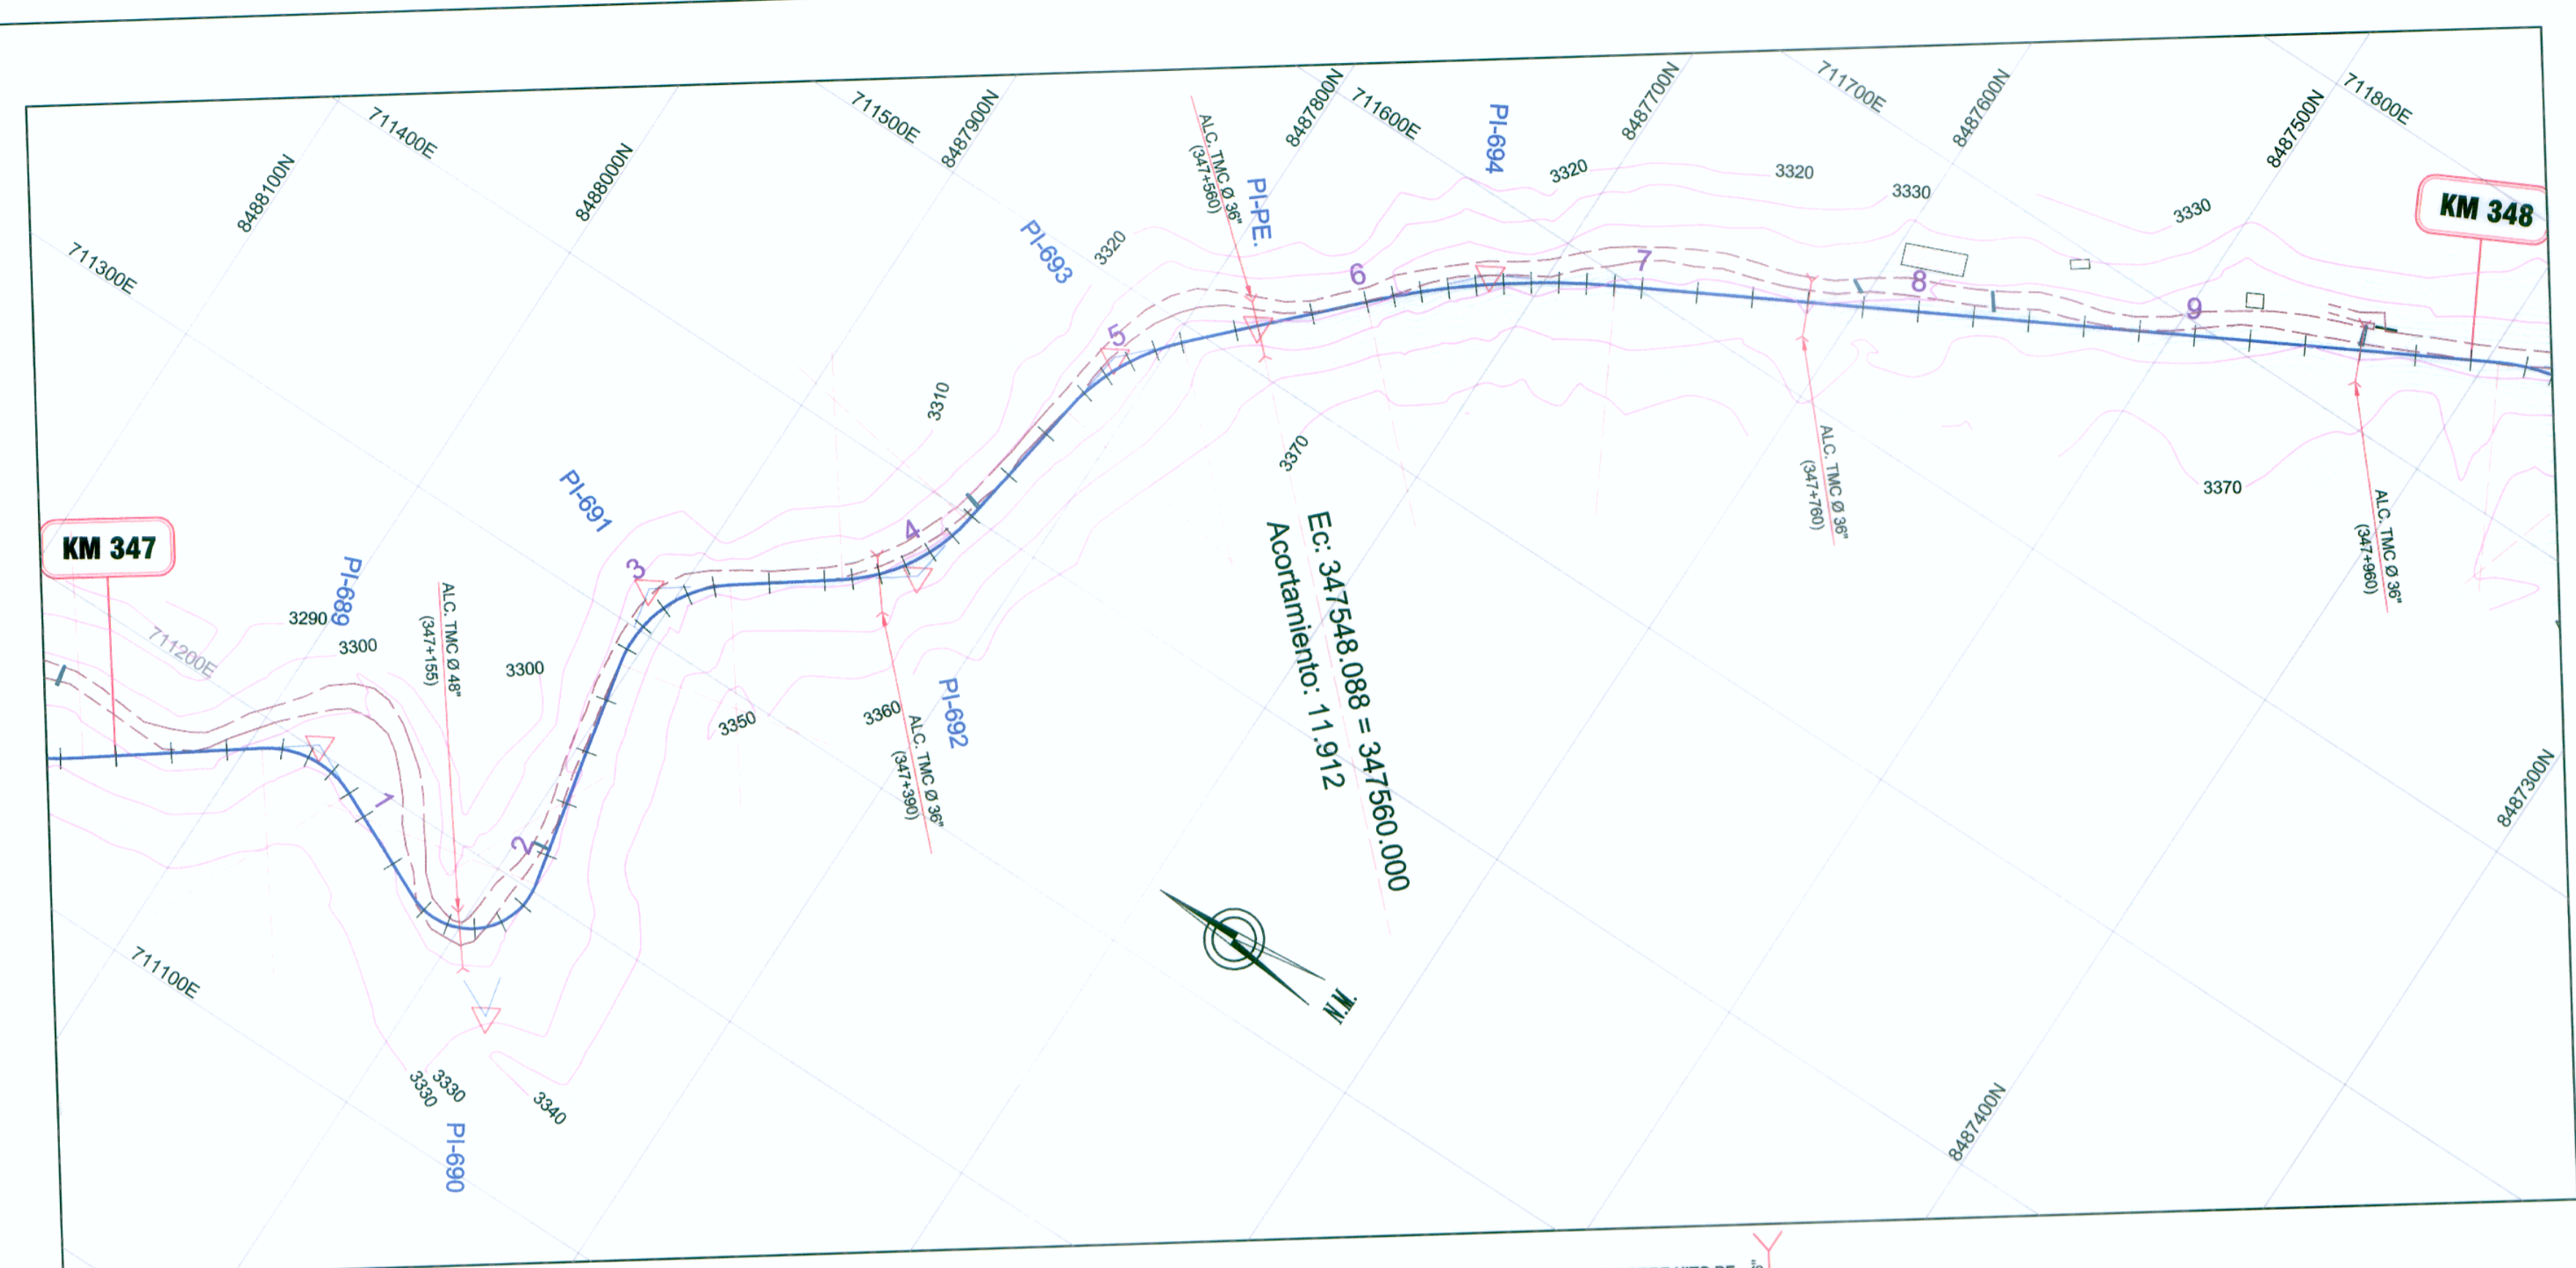 711400E
8488100N
711300E
711500E
8488000N
8487900N
8487800N
711600E
8487700N
711700E
8487600N
8487500N
711800E
ALC. TMC Ø 36"
(347+560)
PI-PE.
PI-694
3320
3320
3330
3330
KM 348
PI-693
3320
5
6
7
8
9
3310
PI-691
3
4
3370
ALC. TMC Ø 36"
(347+760)
3370
ALC. TMC Ø 36"
(347+960)
KM 347
PI-689
3290
3300
711200E
ALC. TMC Ø 48"
(347+155)
3300
3350
3360
PI-692
ALC. TMC Ø 36"
(347+390)
Ec: 347548.088 = 347560.000
Acortamiento: 11.912
1
2
711100E
N.M.
8487300N
3330
3330
3340
PI-690
8487400N